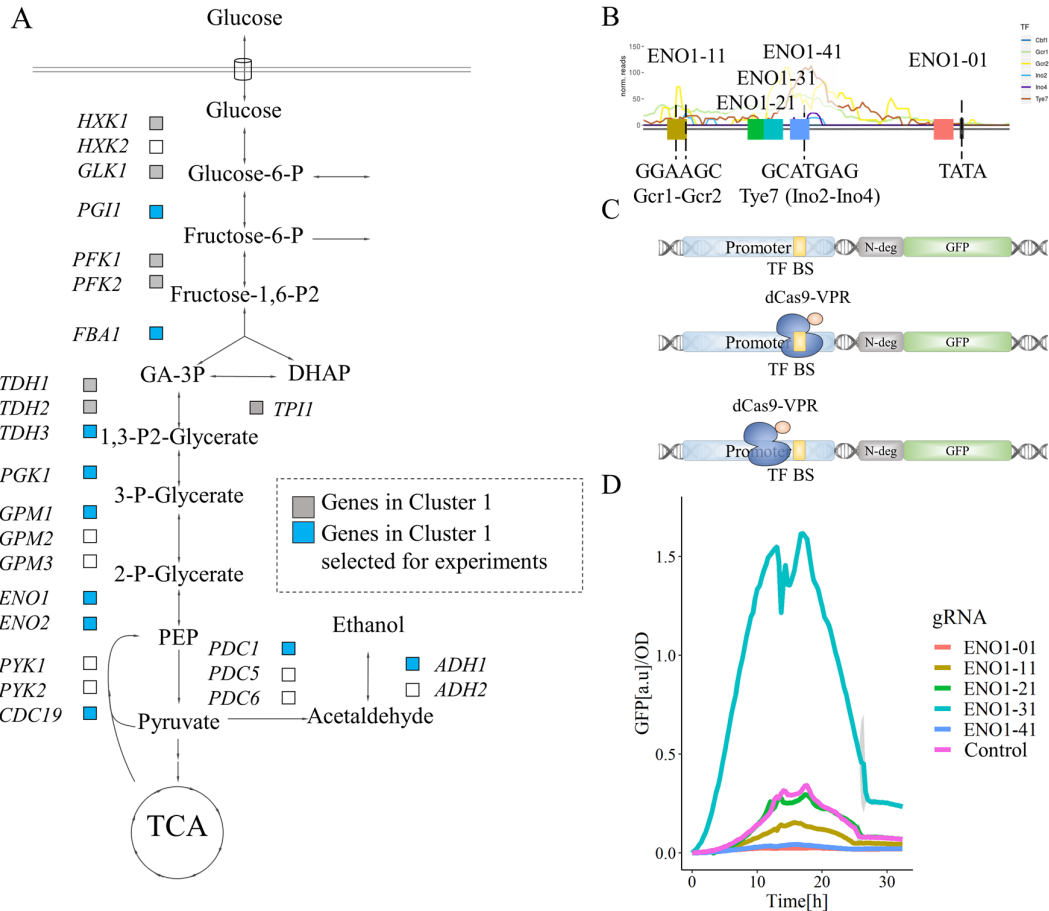 A
Glucose
Glucose
HXK1
HXK2
GLK1
Glucose-6-P
PGI1
Fructose-6-P
PFK1
PFK2
Fructose-1,6-P2
FBA1
GA-3P
DHAP
TDH1
TDH2
TDH3
TPI1
1,3-P2-Glycerate
PGK1
3-P-Glycerate
GPM1
GPM2
GPM3
2-P-Glycerate
ENO1
ENO2
PEP
PYK1
PYK2
CDC19
Pyruvate
PDC1
PDC5
PDC6
Ethanol
ADH1
ADH2
Acetaldehyde
TCA
Genes in Cluster 1
Genes in Cluster 1
selected for experiments
B
norm. reads
150
100
50
0
ENO1-11
ENO1-41
ENO1-31
ENO1-21
ENO1-01
TF
Cbf1
Gcr1
Gcr2
Ino2
Ino4
Tye7
GGAAGC
GCATGAG
TATA
Gcr1-Gcr2
Tye7 (Ino2-Ino4)
C
Promoter
N-deg
GFP
TF BS
dCas9-VPR
Promoter
N-deg
GFP
TF BS
dCas9-VPR
Promoter
N-deg
GFP
TF BS
D
GFP[a.u]/OD
1.5
1.0
0.5
0.0
0
10
20
30
Time[h]
gRNA
ENO1-01
ENO1-11
ENO1-21
ENO1-31
ENO1-41
Control